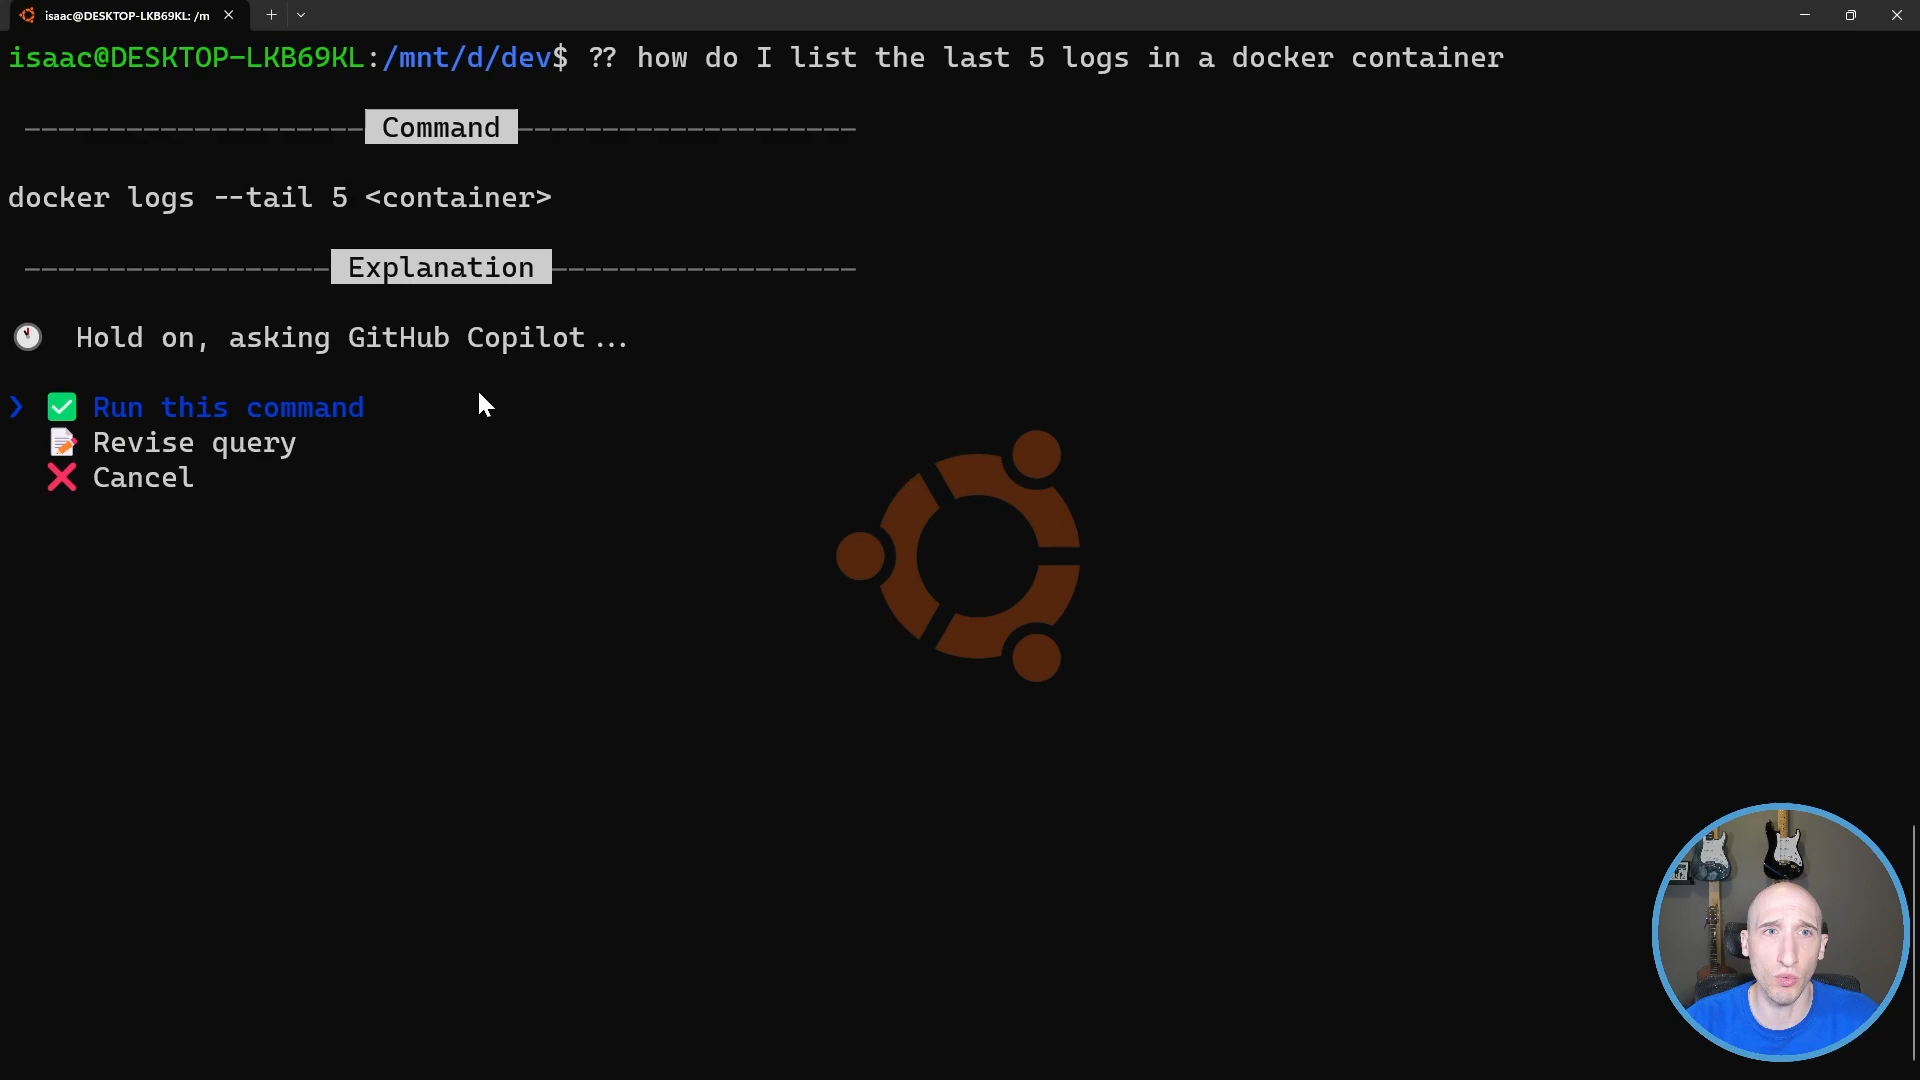 isaac@DESKTOP-LKB69KL: /m
isaac@DESKTOP-LKB69KL:/mnt/d/dev$ ?? how do I list the last 5 logs in a docker container
Command
docker logs --tail 5 <container>
Explanation
Hold on, asking GitHub Copilot...
❯ ✅ Run this command
📝 Revise query
❌ Cancel